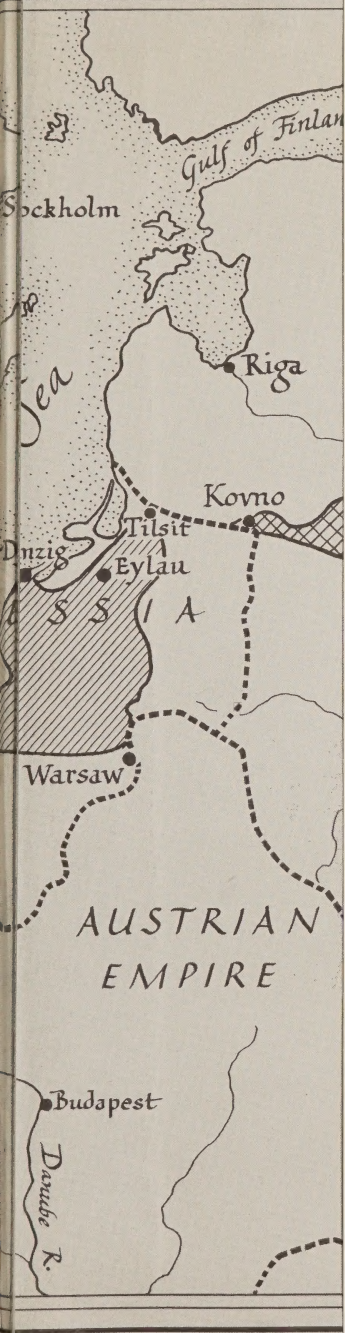 Gulf of Finlan
Sockholm
Sea
Riga
Kovno
Tilsit
Dnzig
Eylau
U S S I A
Warsaw
AUSTRIAN
EMPIRE
Budapest
Danube R.